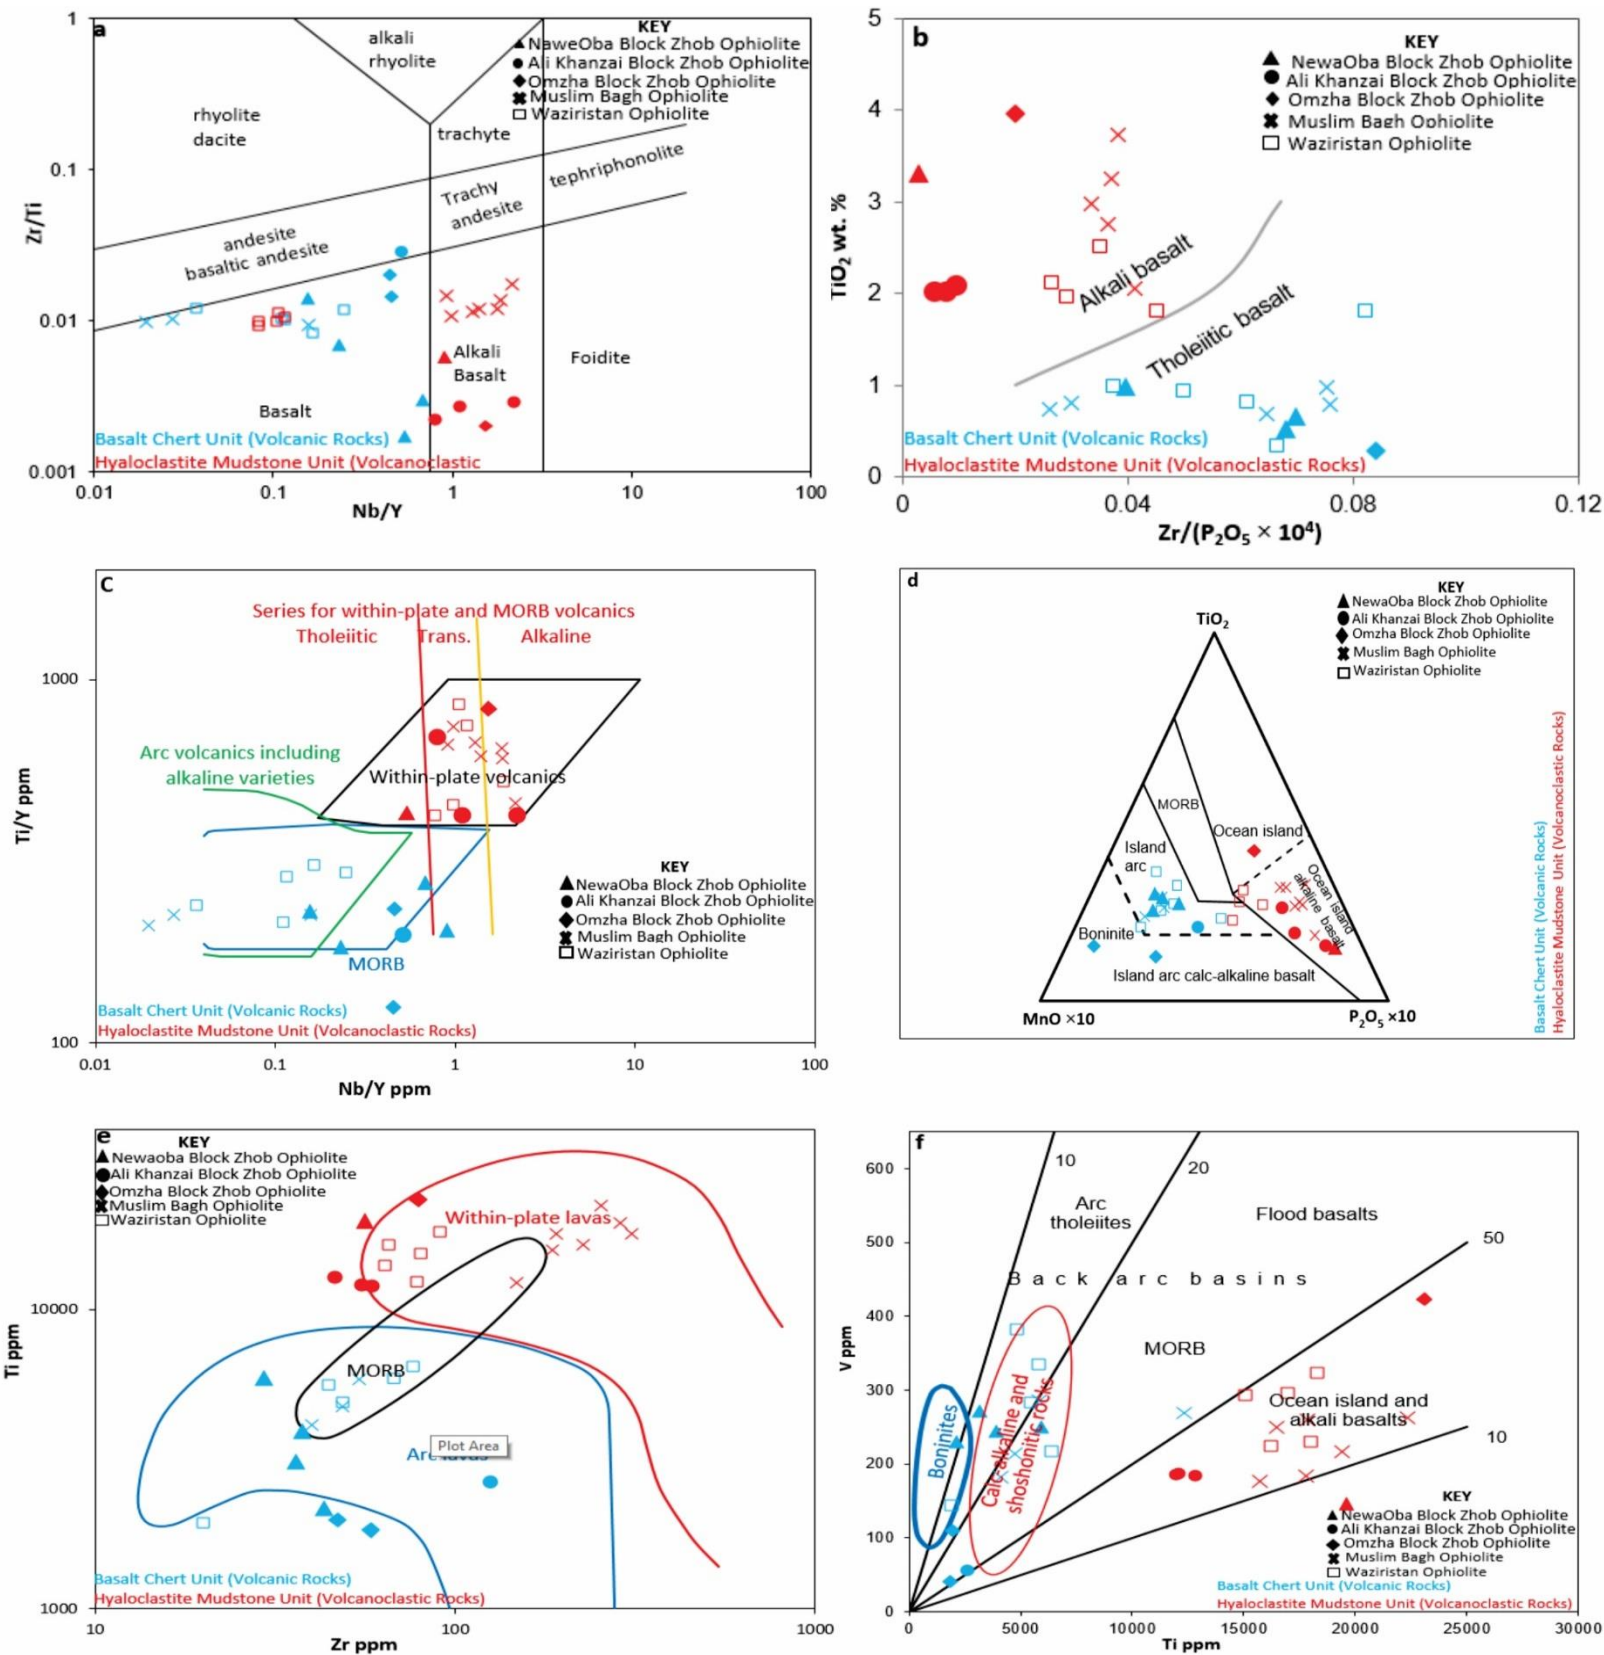 a
KEY
NaweOba Block Zhob Ophiolite
Ali Khanzai Block Zhob Ophiolite
Omzha Block Zhob Ophiolite
Muslim Bagh Ophiolite
Waziristan Ophiolite
alkali
rhyolite
rhyolite
dacite
trachyte
Trachy
andesite
tephriphonolite
andesite
basaltic andesite
Alkali
Basalt
Foidite
Basalt
Basalt Chert Unit (Volcanic Rocks)
Hyaloclastite Mudstone Unit (Volcanoclastic
1
0.1
0.01
0.001
Zr/Ti
0.01
0.1
1
10
100
Nb/Y
b
KEY
NewaOba Block Zhob Ophiolite
Ali Khanzai Block Zhob Ophiolite
Omzha Block Zhob Ophiolite
Muslim Bagh Ophiolite
Waziristan Ophiolite
Alkali basalt
Tholeiitic basalt
Basalt Chert Unit (Volcanic Rocks)
Hyaloclastite Mudstone Unit (Volcanoclastic Rocks)
5
4
3
2
1
0
TiO2 wt. %
0
0.04
0.08
0.12
Zr/(P2O5 × 10⁴)
C
Series for within-plate and MORB volcanics
Tholeiitic Trans. Alkaline
Arc volcanics including
alkaline varieties
Within-plate volcanics
KEY
NewaOba Block Zhob Ophiolite
Ali Khanzai Block Zhob Ophiolite
Omzha Block Zhob Ophiolite
Muslim Bagh Ophiolite
Waziristan Ophiolite
MORB
Basalt Chert Unit (Volcanic Rocks)
Hyaloclastite Mudstone Unit (Volcanoclastic Rocks)
1000
100
Ti/Y ppm
0.01
0.1
1
10
100
Nb/Y ppm
d
KEY
NewaOba Block Zhob Ophiolite
Ali Khanzai Block Zhob Ophiolite
Omzha Block Zhob Ophiolite
Muslim Bagh Ophiolite
Waziristan Ophiolite
TiO2
MORB
Ocean island
Island
arc
Ocean island
alkaline basalt
Boninite
Island arc calc-alkaline basalt
MnO ×10
P2O5 ×10
Basalt Chert Unit (Volcanic Rocks)
Hyaloclastite Mudstone Unit (Volcanoclastic Rocks)
e
KEY
Newaoba Block Zhob Ophiolite
Ali Khanzai Block Zhob Ophiolite
Omzha Block Zhob Ophiolite
Muslim Bagh Ophiolite
Waziristan Ophiolite
Within-plate lavas
MORB
Plot Area
Arc lavas
Basalt Chert Unit (Volcanic Rocks)
Hyaloclastite Mudstone Unit (Volcanoclastic Rocks)
10000
1000
Ti ppm
10
100
1000
Zr ppm
f
10
20
Arc
tholeiites
Flood basalts
50
Back arc basins
MORB
Boninites
Calc-alkaline and
shoshonitic rocks
Ocean island and
alkali basalts
10
KEY
NewaOba Block Zhob Ophiolite
Ali Khanzai Block Zhob Ophiolite
Omzha Block Zhob Ophiolite
Muslim Bagh Ophiolite
Waziristan Ophiolite
Basalt Chert Unit (Volcanic Rocks)
Hyaloclastite Mudstone Unit (Volcanoclastic Rocks)
600
500
400
300
200
100
0
V ppm
0
5000
10000
15000
20000
25000
30000
Ti ppm